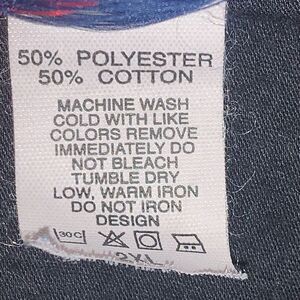 50% POLYESTER
50% COTTON
MACHINE WASH
COLD WITH LIKE
COLORS REMOVE
IMMEDIATELY DO
NOT BLEACH
TUMBLE DRY
LOW, WARM IRON
DO NOT IRON
DESIGN
30C
2XL